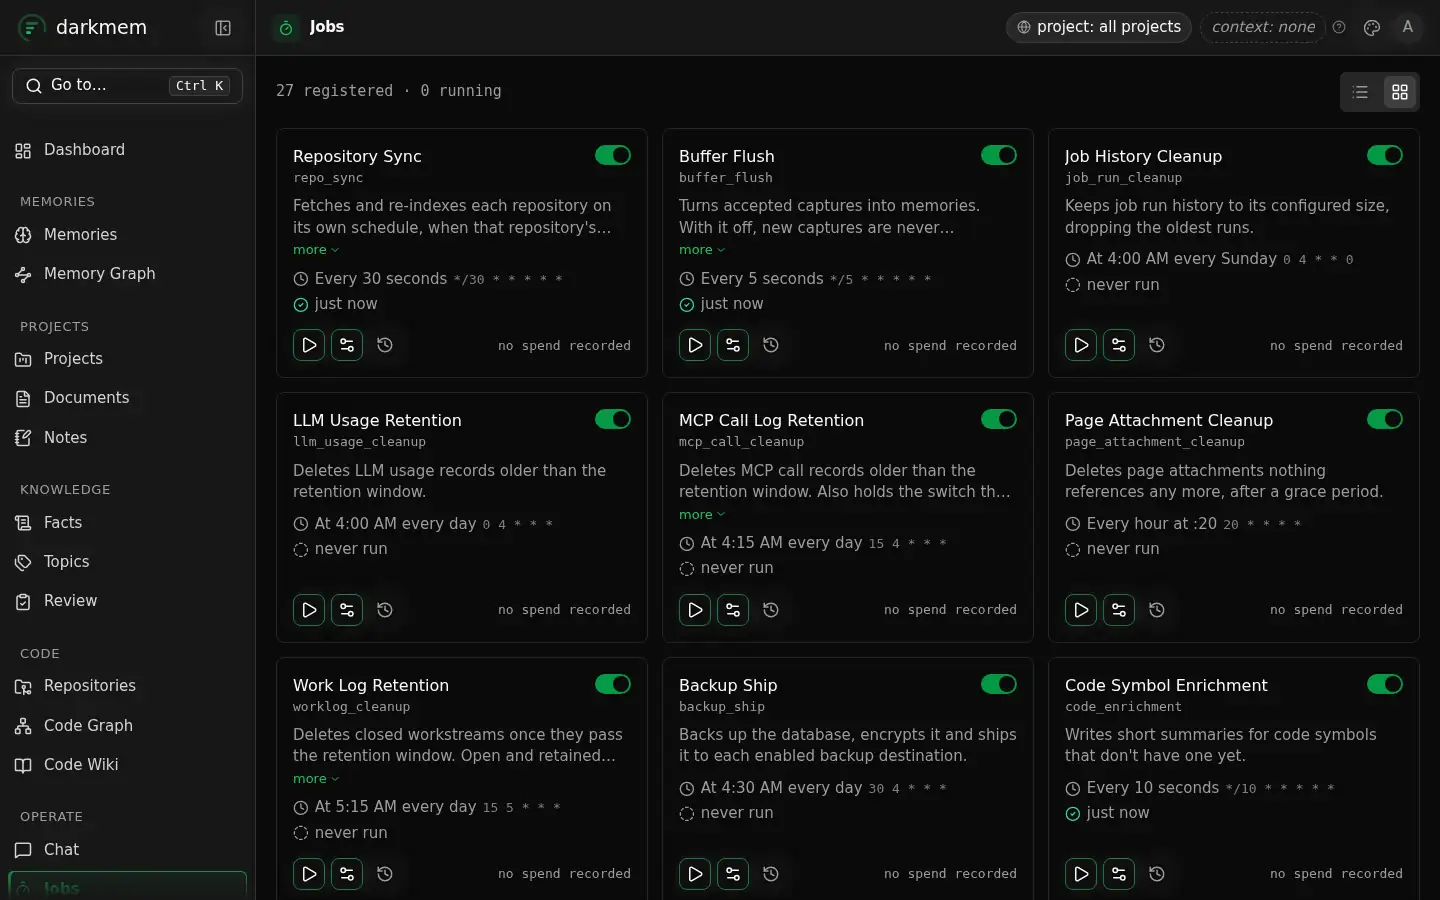 darkmem
Jobs
project: all projects
context: none
A
Go to...
Ctrl K
27 registered · 0 running
Dashboard
MEMORIES
Memories
Memory Graph
PROJECTS
Projects
Documents
Notes
KNOWLEDGE
Facts
Topics
Review
CODE
Repositories
Code Graph
Code Wiki
OPERATE
Chat
Jobs
Repository Sync
repo_sync
Fetches and re-indexes each repository on
its own schedule, when that repository's...
more
Every 30 seconds */30 * * * * *
just now
no spend recorded
Buffer Flush
buffer_flush
Turns accepted captures into memories.
With it off, new captures are never...
more
Every 5 seconds */5 * * * * *
just now
no spend recorded
Job History Cleanup
job_run_cleanup
Keeps job run history to its configured size,
dropping the oldest runs.
At 4:00 AM every Sunday 0 4 * * 0
never run
no spend recorded
LLM Usage Retention
llm_usage_cleanup
Deletes LLM usage records older than the
retention window.
At 4:00 AM every day 0 4 * * *
never run
no spend recorded
MCP Call Log Retention
mcp_call_cleanup
Deletes MCP call records older than the
retention window. Also holds the switch th...
more
At 4:15 AM every day 15 4 * * *
never run
no spend recorded
Page Attachment Cleanup
page_attachment_cleanup
Deletes page attachments nothing
references any more, after a grace period.
Every hour at :20 20 * * * *
never run
no spend recorded
Work Log Retention
worklog_cleanup
Deletes closed workstreams once they pass
the retention window. Open and retained...
more
At 5:15 AM every day 15 5 * * *
never run
no spend recorded
Backup Ship
backup_ship
Backs up the database, encrypts it and ships
it to each enabled backup destination.
At 4:30 AM every day 30 4 * * *
never run
no spend recorded
Code Symbol Enrichment
code_enrichment
Writes short summaries for code symbols
that don't have one yet.
Every 10 seconds */10 * * * * *
just now
no spend recorded